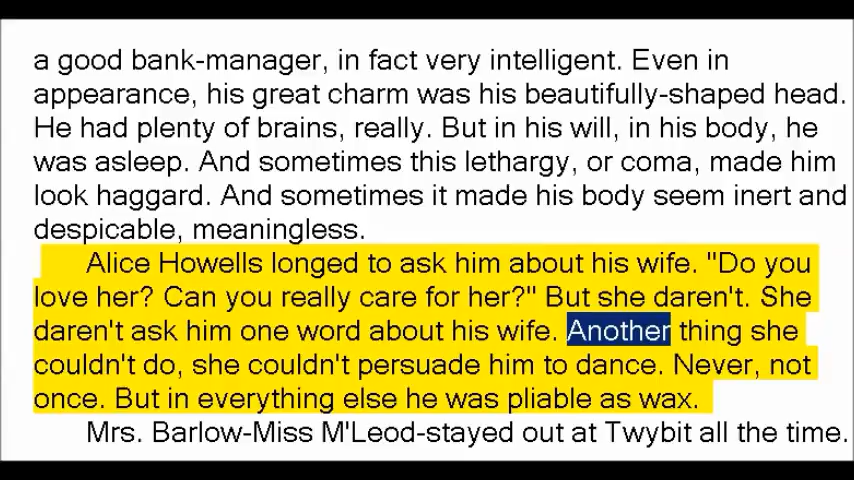 a good bank-manager, in fact very intelligent. Even in
appearance, his great charm was his beautifully-shaped head.
He had plenty of brains, really. But in his will, in his body, he
was asleep. And sometimes this lethargy, or coma, made him
look haggard. And sometimes it made his body seem inert and
despicable, meaningless.
Alice Howells longed to ask him about his wife. "Do you
love her? Can you really care for her?" But she daren't. She
daren't ask him one word about his wife. Another thing she
couldn't do, she couldn't persuade him to dance. Never, not
once. But in everything else he was pliable as wax.
Mrs. Barlow-Miss M'Leod-stayed out at Twybit all the time.